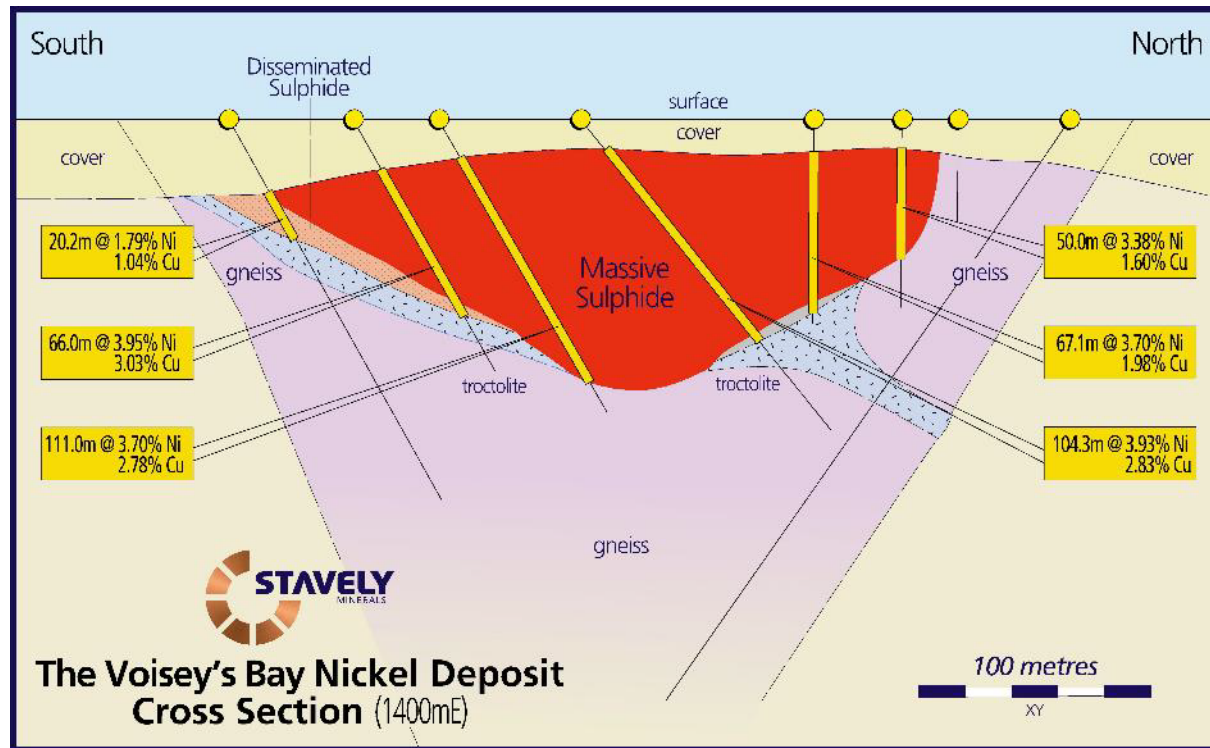 South
North
Disseminated
Sulphide
surface
cover
cover
cover
20.2m @ 1.79% Ni
1.04% Cu
50.0m @ 3.38% Ni
1.60% Cu
gneiss
Massive
Sulphide
gneiss
66.0m @ 3.95% Ni
3.03% Cu
67.1m @ 3.70% Ni
1.98% Cu
troctolite
troctolite
111.0m @ 3.70% Ni
2.78% Cu
104.3m @ 3.93% Ni
2.83% Cu
gneiss
STAVELY
MINERALS
The Voisey's Bay Nickel Deposit
Cross Section (1400mE)
100 metres
XY